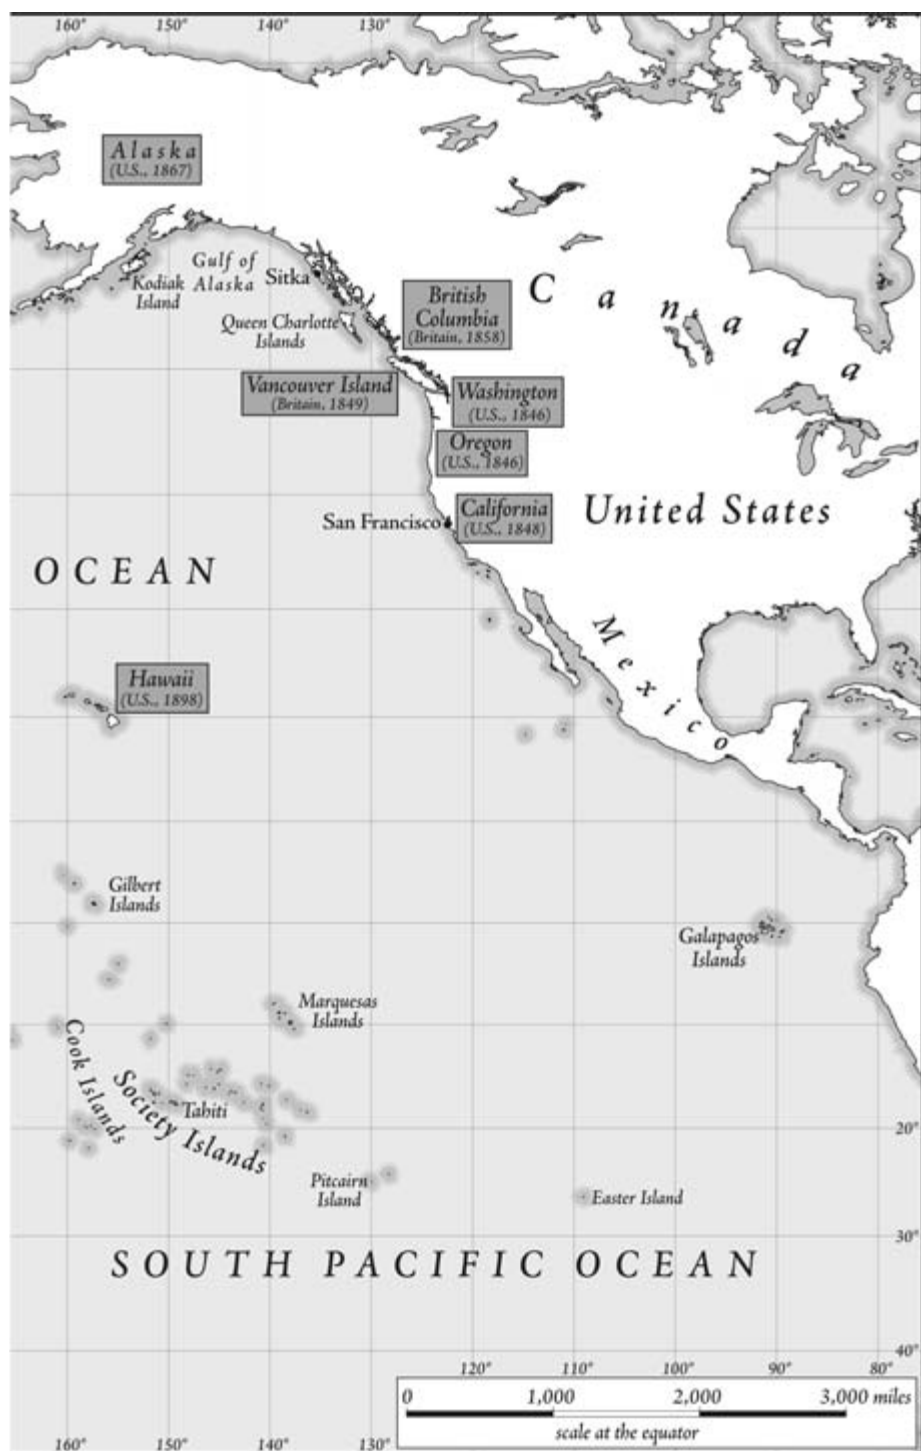 160° 150° 140° 130°
Alaska
(U.S., 1867)
Gulf of
Alaska
Sitka
Kodiak
Island
Queen Charlotte
Islands
British
Columbia
(Britain, 1858)
Canada
Vancouver Island
(Britain, 1849)
Washington
(U.S., 1846)
Oregon
(U.S., 1846)
San Francisco
California
(U.S., 1848)
United States
OCEAN
Mexico
Hawaii
(U.S., 1898)
Gilbert
Islands
Galapagos
Islands
Marquesas
Islands
Cook Islands
Society Islands
Tahiti
20°
Pitcairn
Island
Easter Island
30°
SOUTH PACIFIC OCEAN
40°
120° 110° 100° 90° 80°
0 1,000 2,000 3,000 miles
scale at the equator
160° 150° 140° 130°